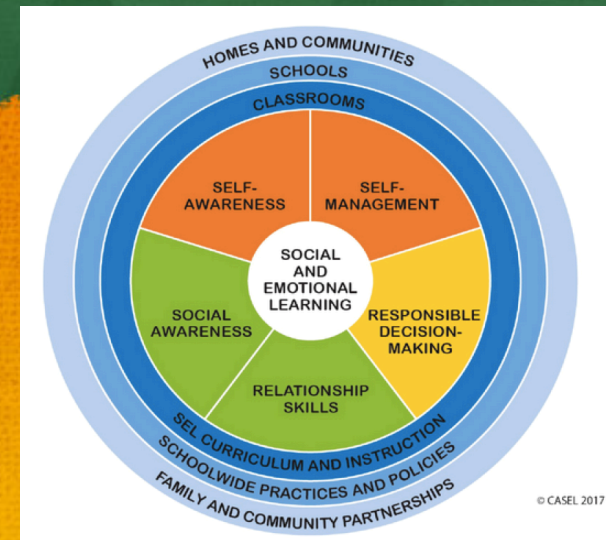 HOMES AND COMMUNITIES
SCHOOLS
CLASSROOMS
SELF-
AWARENESS
SELF-
MANAGEMENT
SOCIAL
AND
EMOTIONAL
LEARNING
SOCIAL
AWARENESS
RESPONSIBLE
DECISION-
MAKING
RELATIONSHIP
SKILLS
SEL CURRICULUM AND INSTRUCTION
SCHOOLWIDE PRACTICES AND POLICIES
FAMILY AND COMMUNITY PARTNERSHIPS
© CASEL 2017